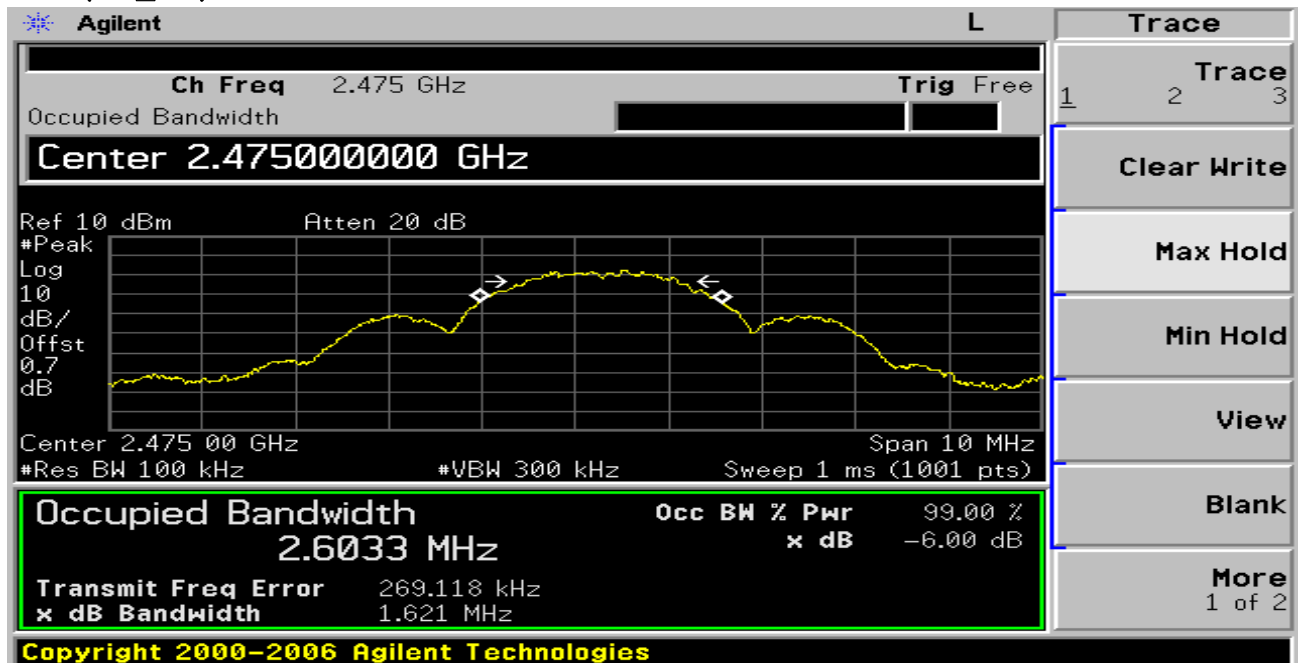 Agilent L Trace
Ch Freq 2.475 GHz Trig Free
Occupied Bandwidth
Center 2.475000000 GHz
Ref 10 dBm Atten 20 dB
#Peak
Log
10
dB/
Offst
0.7
dB
Center 2.475 00 GHz Span 10 MHz
#Res BW 100 kHz #VBW 300 kHz Sweep 1 ms (1001 pts)
Occupied Bandwidth
2.6033 MHz
Occ BW % Pwr 99.00 %
x dB -6.00 dB
Transmit Freq Error 269.118 kHz
x dB Bandwidth 1.621 MHz
Trace
1 2 3
Clear Write
Max Hold
Min Hold
View
Blank
More
1 of 2
Copyright 2000-2006 Agilent Technologies